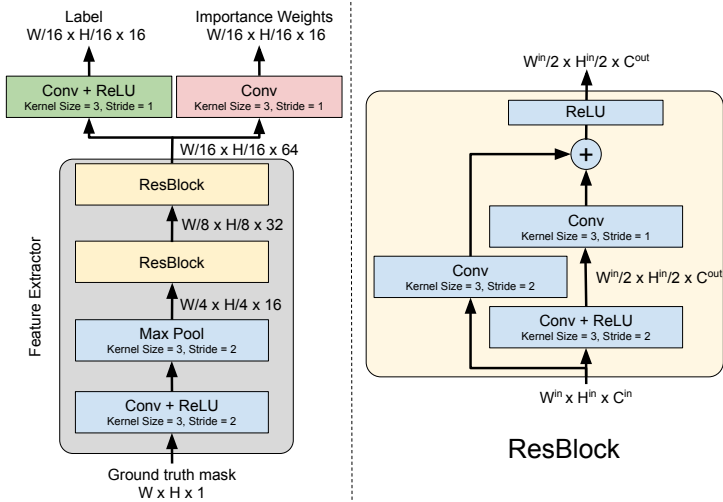 Label
W/16 x H/16 x 16
Importance Weights
W/16 x H/16 x 16
Conv + ReLU
Kernel Size = 3, Stride = 1
Conv
Kernel Size = 3, Stride = 1
W/16 x H/16 x 64
ResBlock
W/8 x H/8 x 32
ResBlock
W/4 x H/4 x 16
Max Pool
Kernel Size = 3, Stride = 2
Conv + ReLU
Kernel Size = 3, Stride = 2
Feature Extractor
Ground truth mask
W x H x 1
W^in/2 x H^in/2 x C^out
ReLU
+
Conv
Kernel Size = 3, Stride = 1
Conv
Kernel Size = 3, Stride = 2
W^in/2 x H^in/2 x C^out
Conv + ReLU
Kernel Size = 3, Stride = 2
W^in x H^in x C^in
ResBlock